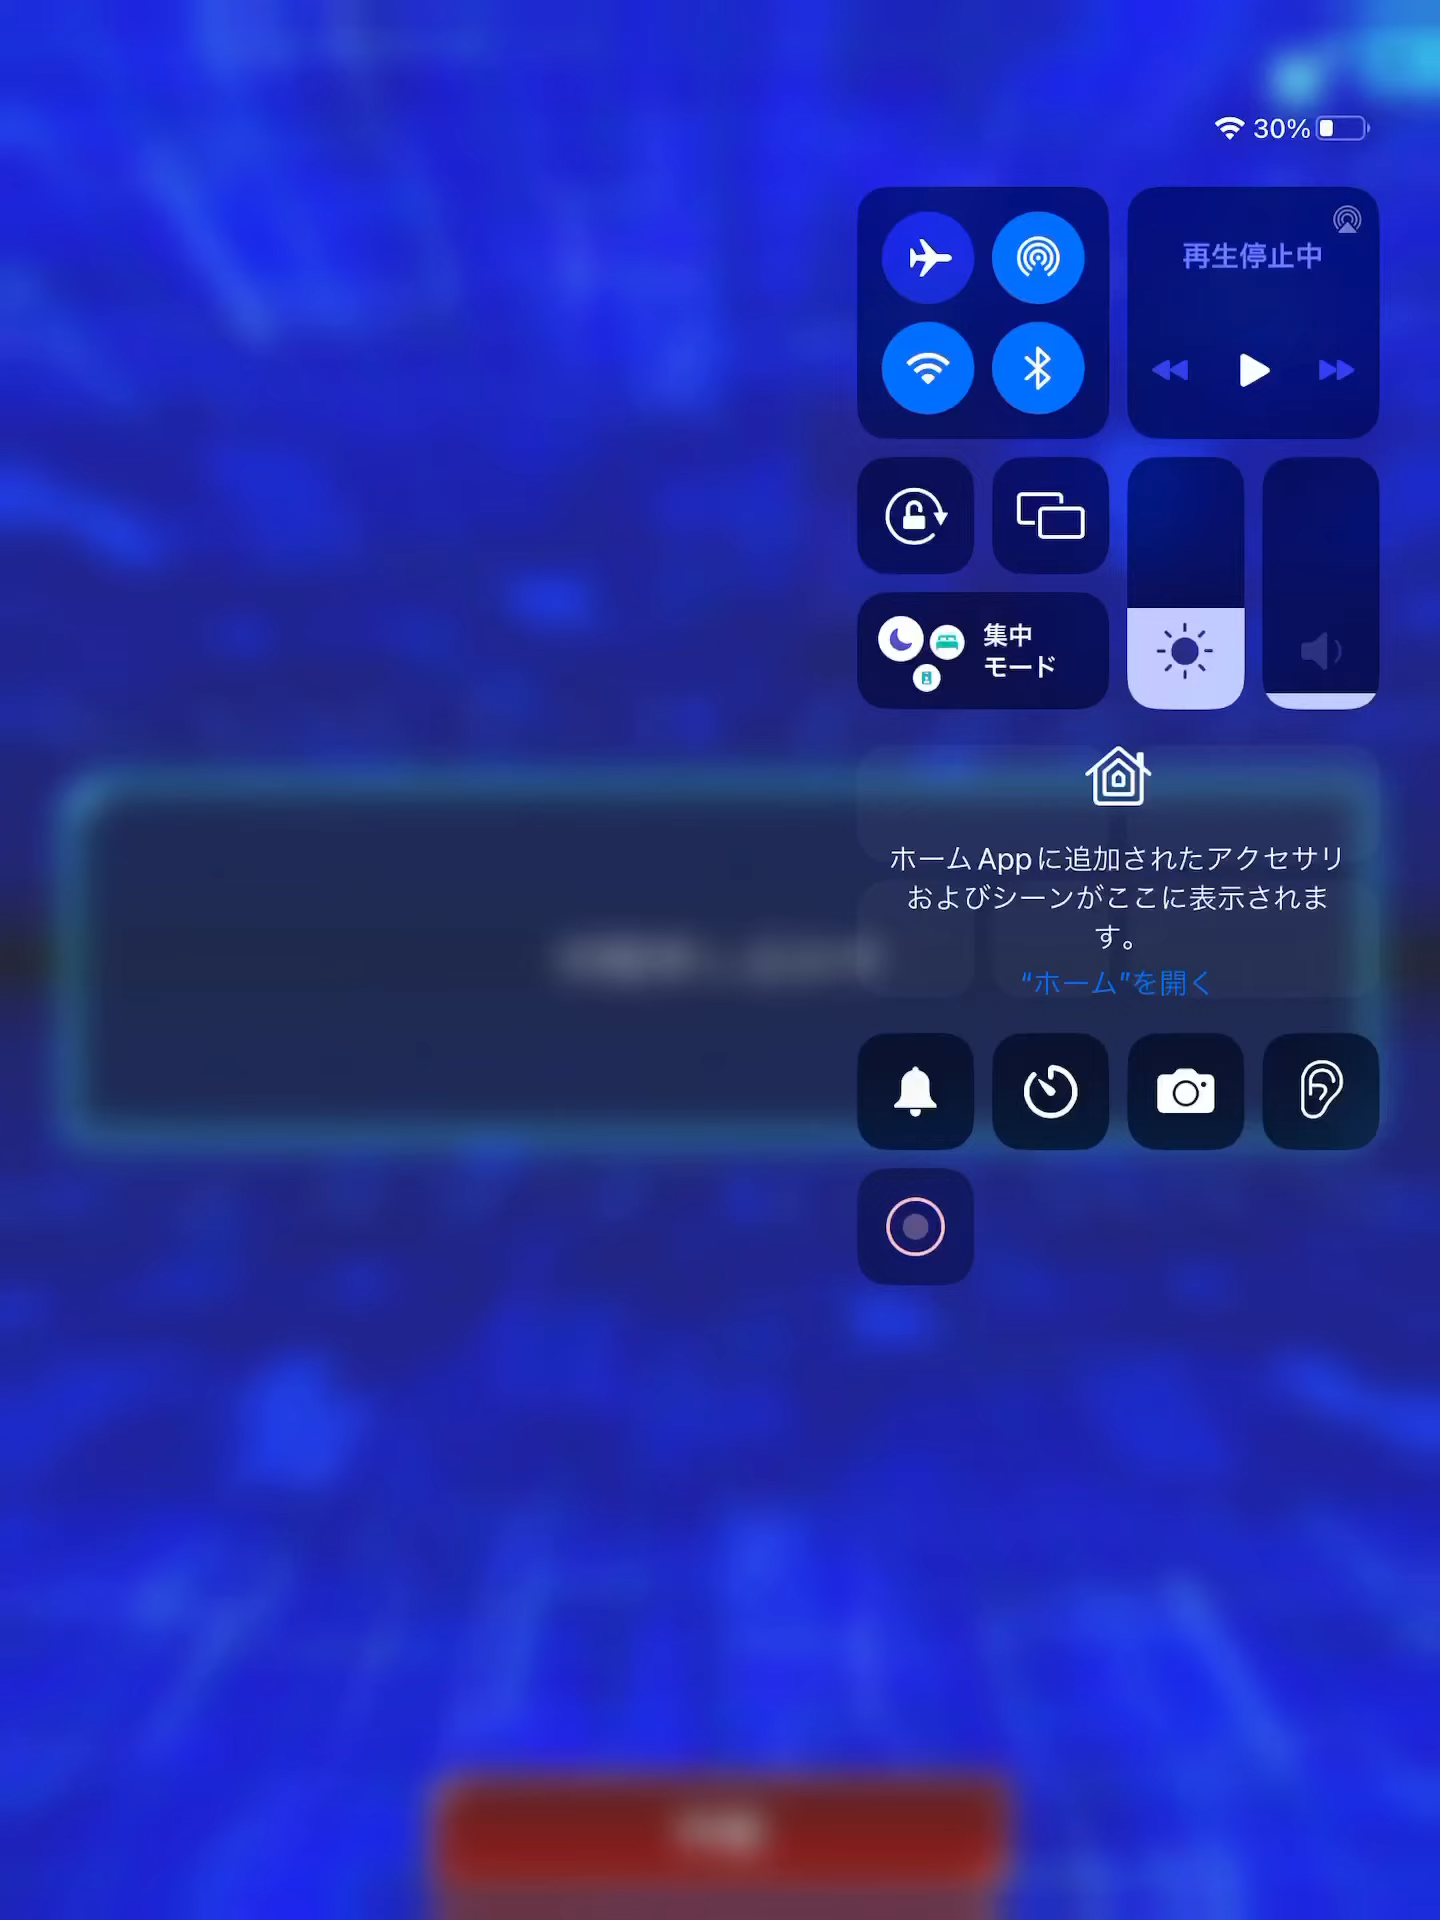 30%
再生停止中
集中
モード
ホームAppに追加されたアクセサリ
およびシーンがここに表示されま
す。
“ホーム”を開く